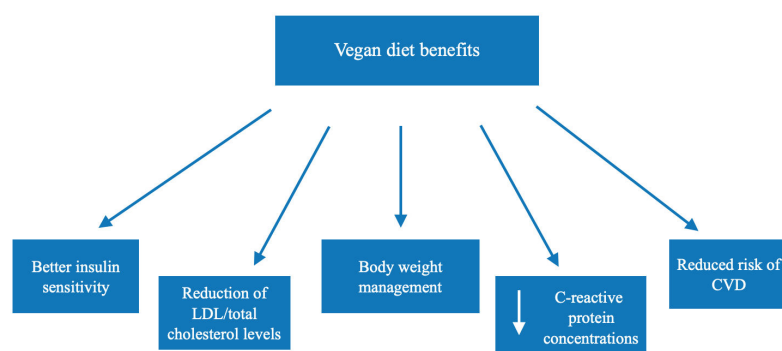 Vegan diet benefits
Better insulin
sensitivity
Reduction of
LDL/total
cholesterol levels
Body weight
management
C-reactive
protein
concentrations
Reduced risk of
CVD